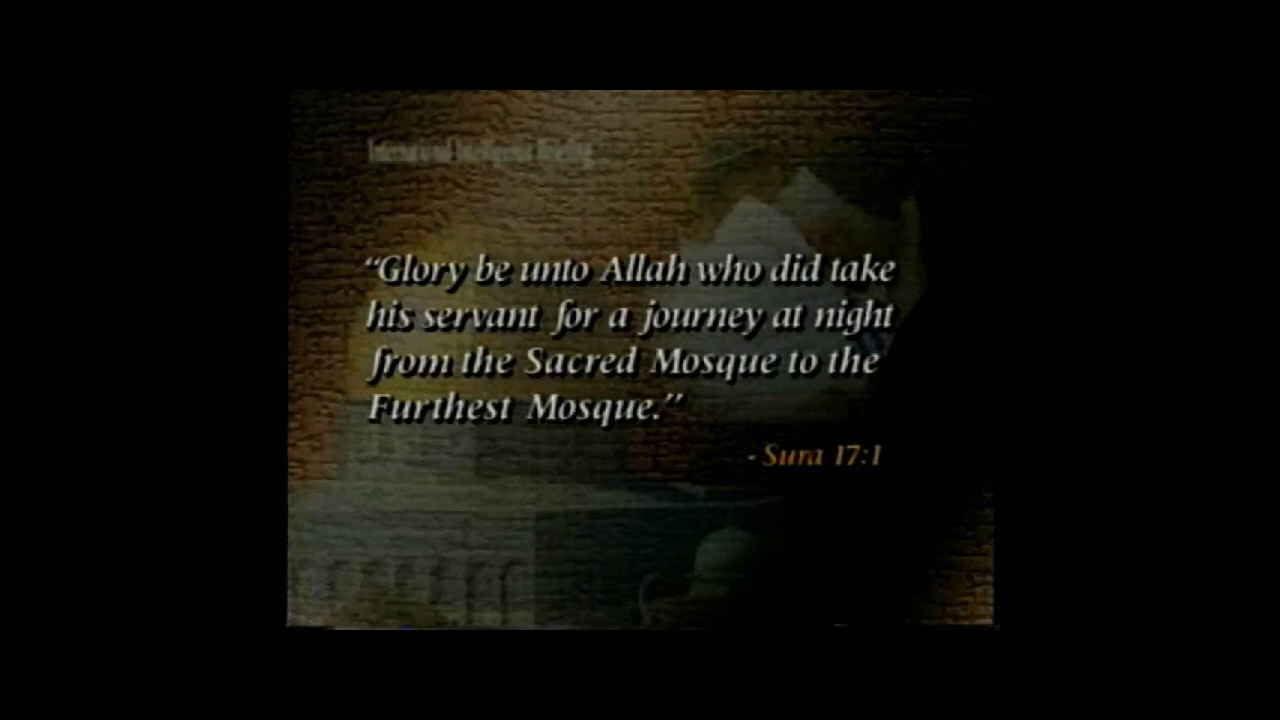 “Glory be unto Allah who did take
his servant for a journey at night
from the Sacred Mosque to the
Furthest Mosque.”
- Sura 17:1